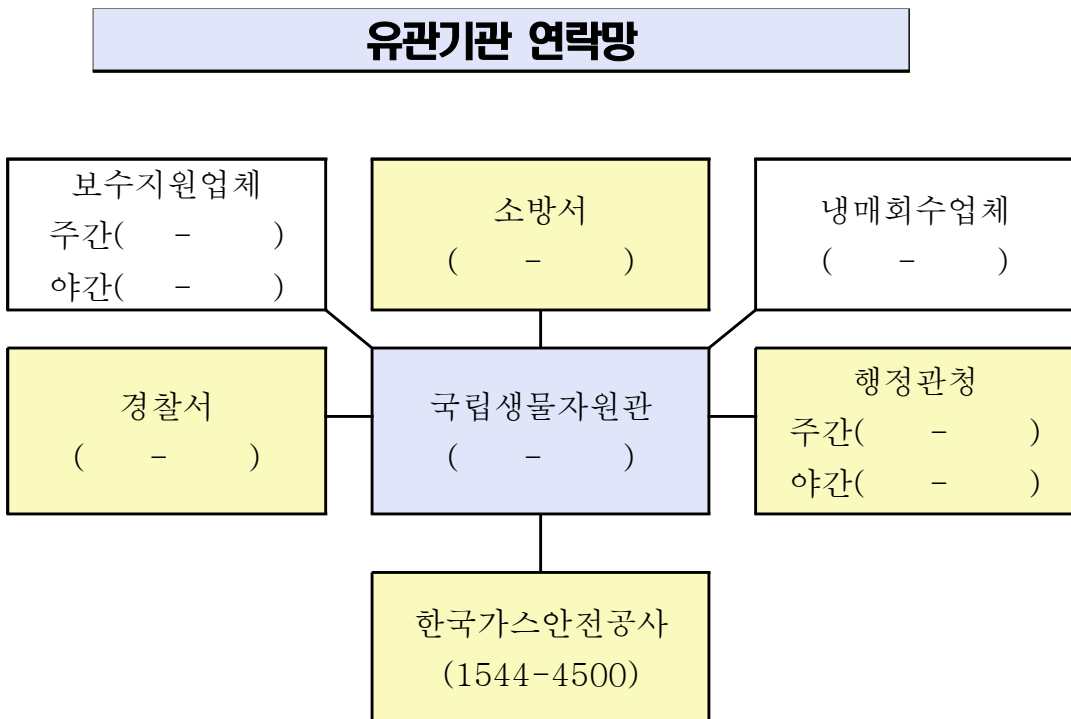 유관기관 연락망
보수지원업체
주간( - )
야간( - )
소방서
( - )
냉매회수업체
( - )
경찰서
( - )
국립생물자원관
( - )
행정관청
주간( - )
야간( - )
한국가스안전공사
(1544-4500)